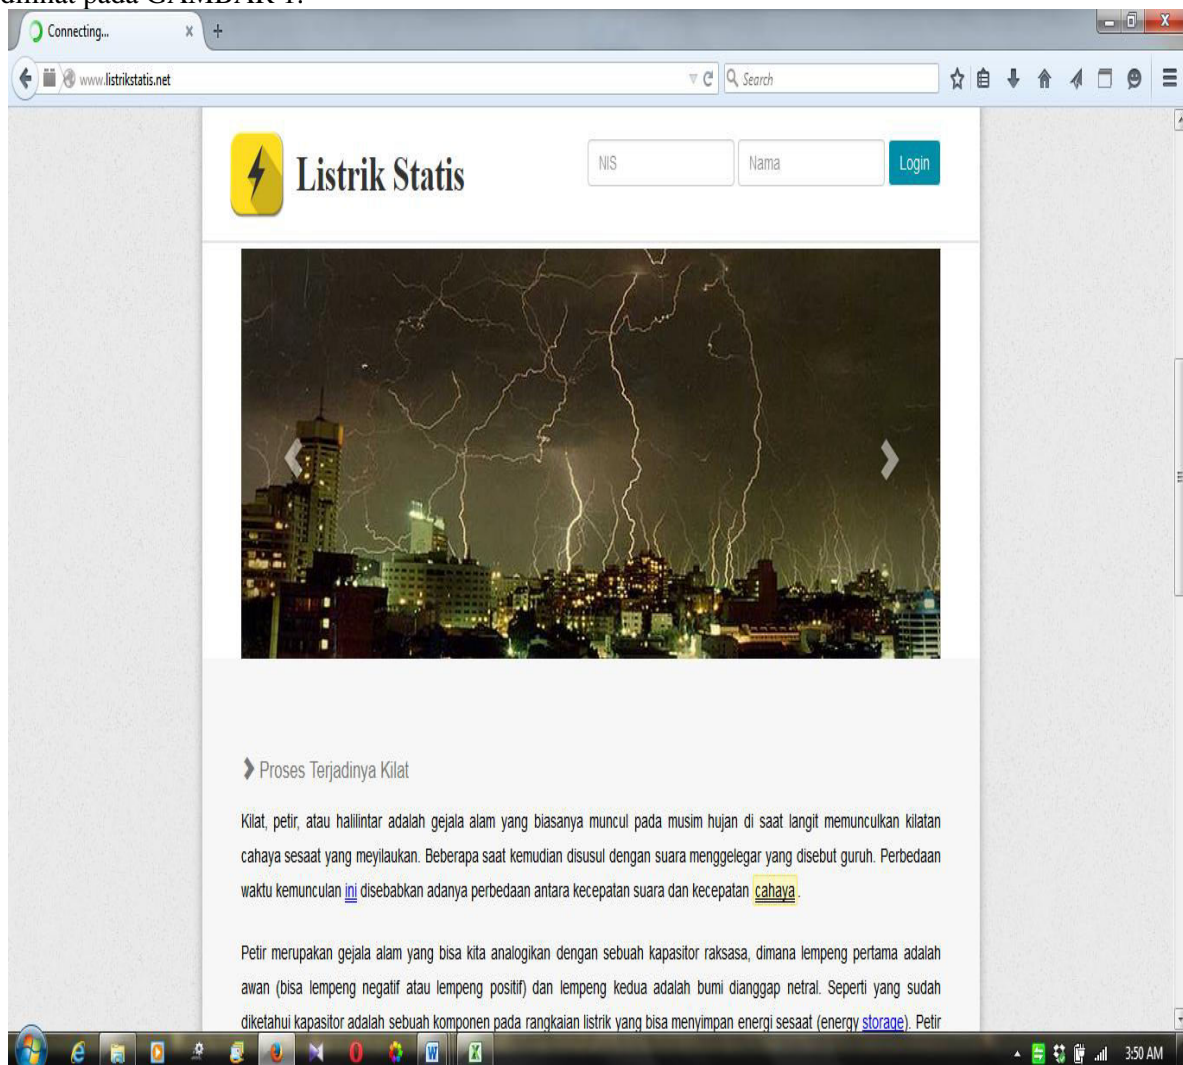 dilihat pada GAMBAR 1.
Connecting...
www.listrikstatis.net
Search
Listrik Statis
NIS
Nama
Login
Proses Terjadinya Kilat
Kilat, petir, atau halilintar adalah gejala alam yang biasanya muncul pada musim hujan di saat langit memunculkan kilatan
cahaya sesaat yang meyilaukan. Beberapa saat kemudian disusul dengan suara menggelegar yang disebut guruh. Perbedaan
waktu kemunculan ini disebabkan adanya perbedaan antara kecepatan suara dan kecepatan cahaya .
Petir merupakan gejala alam yang bisa kita analogikan dengan sebuah kapasitor raksasa, dimana lempeng pertama adalah
awan (bisa lempeng negatif atau lempeng positif) dan lempeng kedua adalah bumi dianggap netral. Seperti yang sudah
diketahui kapasitor adalah sebuah komponen pada rangkaian listrik yang bisa menyimpan energi sesaat (energy storage). Petir
3:50 AM